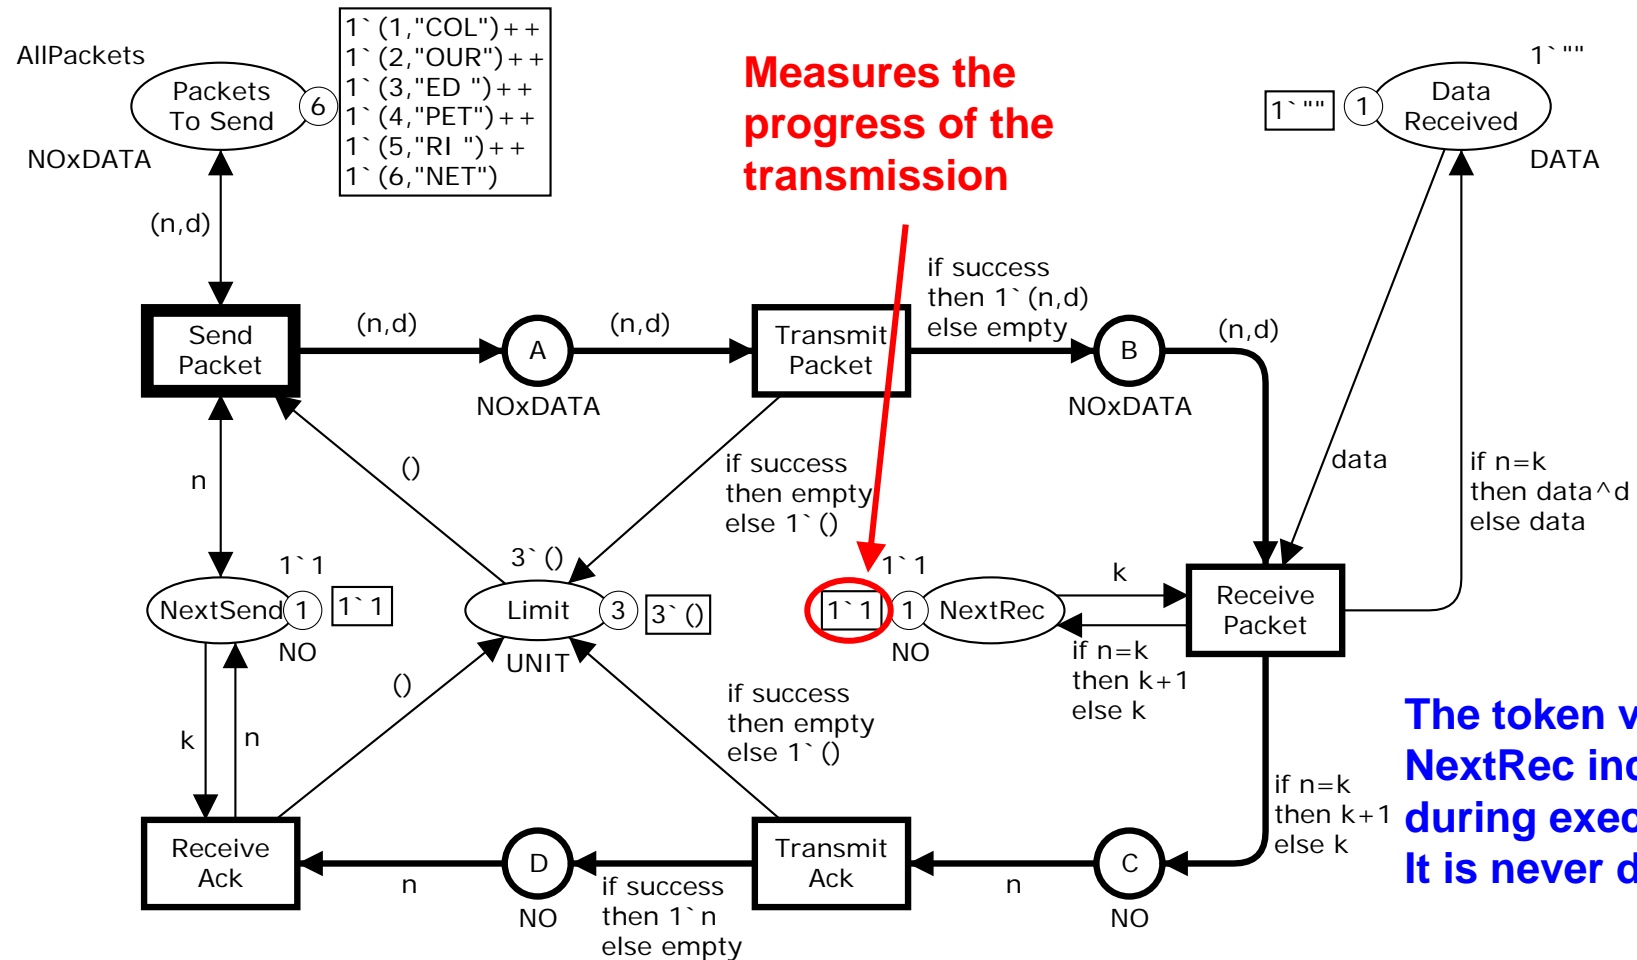 AllPackets
Packets
To Send
6
1`(1,"COL")++
1`(2,"OUR")++
1`(3,"ED ")++
1`(4,"PET")++
1`(5,"RI ")++
1`(6,"NET")
NOxDATA
Measures the
progress of the
transmission
1`""
1`""
1
Data
Received
DATA
(n,d)
Send
Packet
(n,d)
A
NOxDATA
(n,d)
Transmit
Packet
if success
then 1`(n,d)
else empty
B
NOxDATA
(n,d)
n
()
if success
then empty
else 1`()
data
if n=k
then data^d
else data
1`1
NextSend
1
1`1
NO
3`()
Limit
3
3`()
UNIT
1`1
1`1
1
NextRec
NO
k
if n=k
then k+1
else k
Receive
Packet
k
n
()
if success
then empty
else 1`()
if n=k
then k+1
else k
The token
NextRec
during
It is never
Receive
Ack
n
D
NO
if success
then 1`n
else empty
Transmit
Ack
n
C
NO